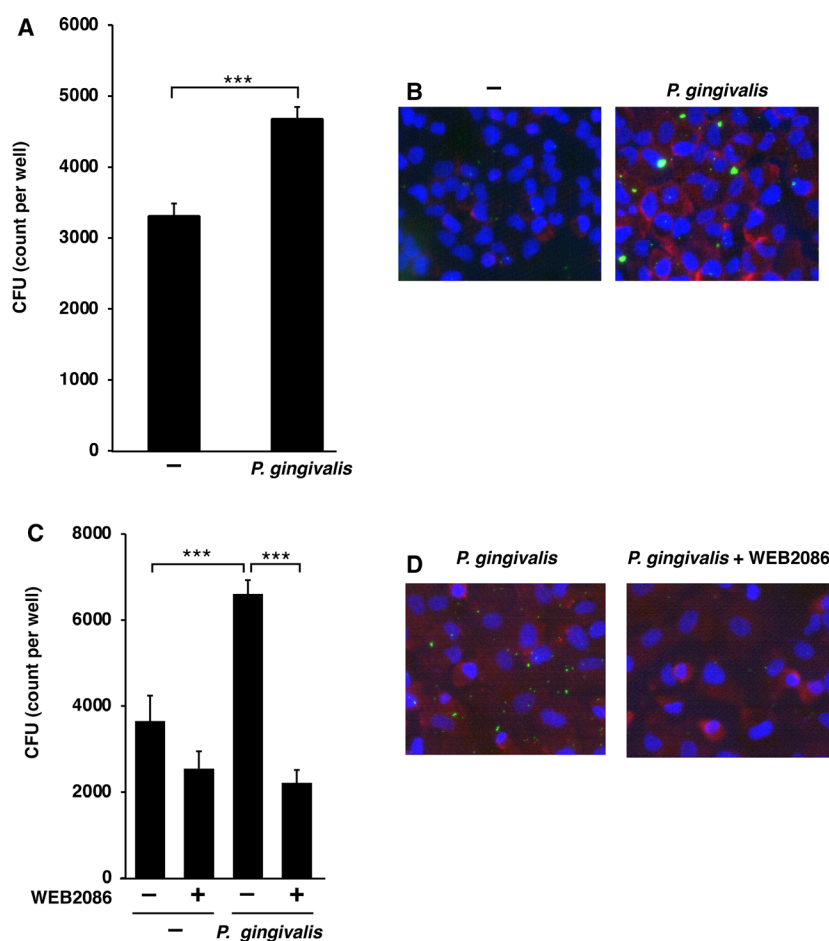 A
6000
5000
4000
3000
2000
1000
0
CFU (count per well)
***
–
P. gingivalis
B
–
P. gingivalis
C
8000
6000
4000
2000
0
CFU (count per well)
***
***
WEB2086
– + – +
–
P. gingivalis
D
P. gingivalis
P. gingivalis + WEB2086